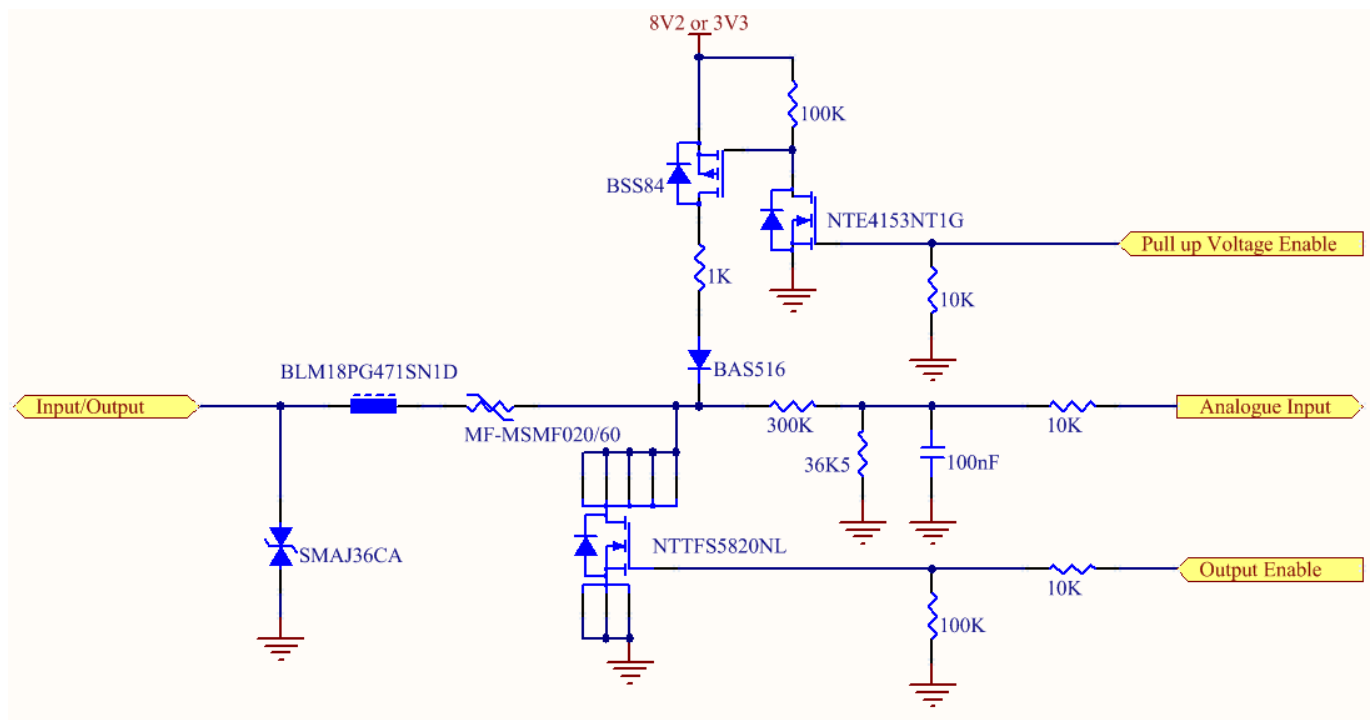 8V2 or 3V3
100K
BSS84
NTE4153NT1G
Pull up Voltage Enable
1K
10K
BAS516
BLM18PG471SN1D
Input/Output
MF-MSMF020/60
300K
10K
Analogue Input
36K5
100nF
SMAJ36CA
NTTFS5820NL
Output Enable
10K
100K